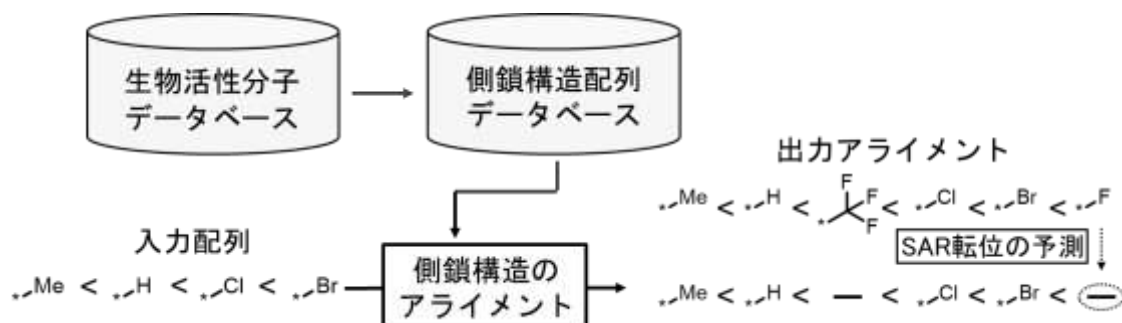 生物活性分子
データベース
側鎖構造配列
データベース
出力アライメント
*Me < *H < *F F F < *Cl < *Br < *F
SAR転位の予測
入力配列
*Me < *H < *Cl < *Br
側鎖構造の
アライメント
*Me < *H < ー < *Cl < *Br < ー